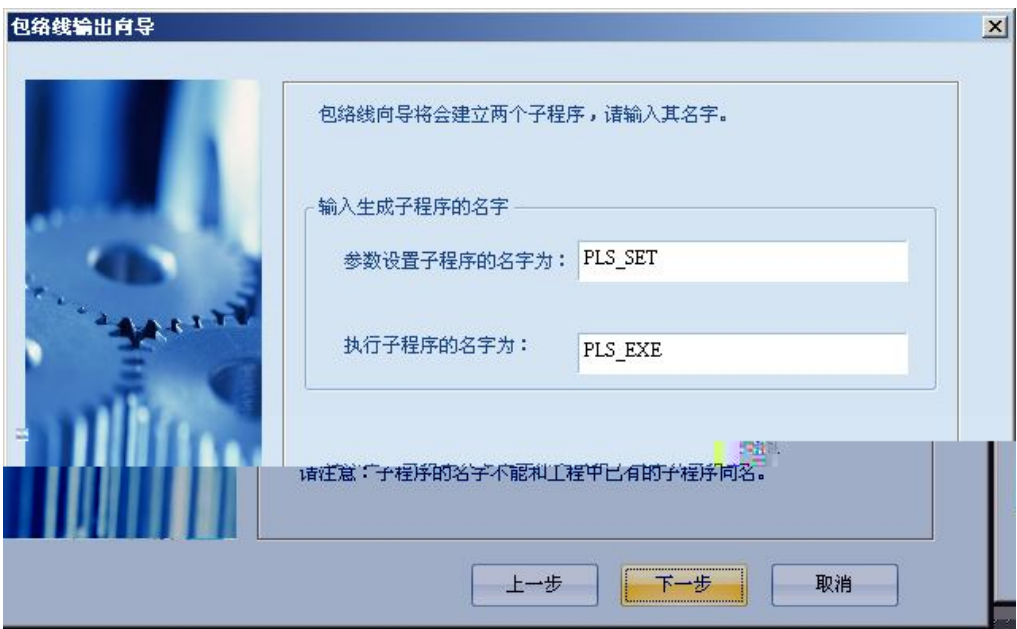 包络线输出向导
包络线向导将会建立两个子程序，请输入其名字。
输入生成子程序的名字
参数设置子程序的名字为： PLS_SET
执行子程序的名字为： PLS_EXE
请注意：子程序的名字不能和工程中已有的子程序同名。
上一步 下一步 取消